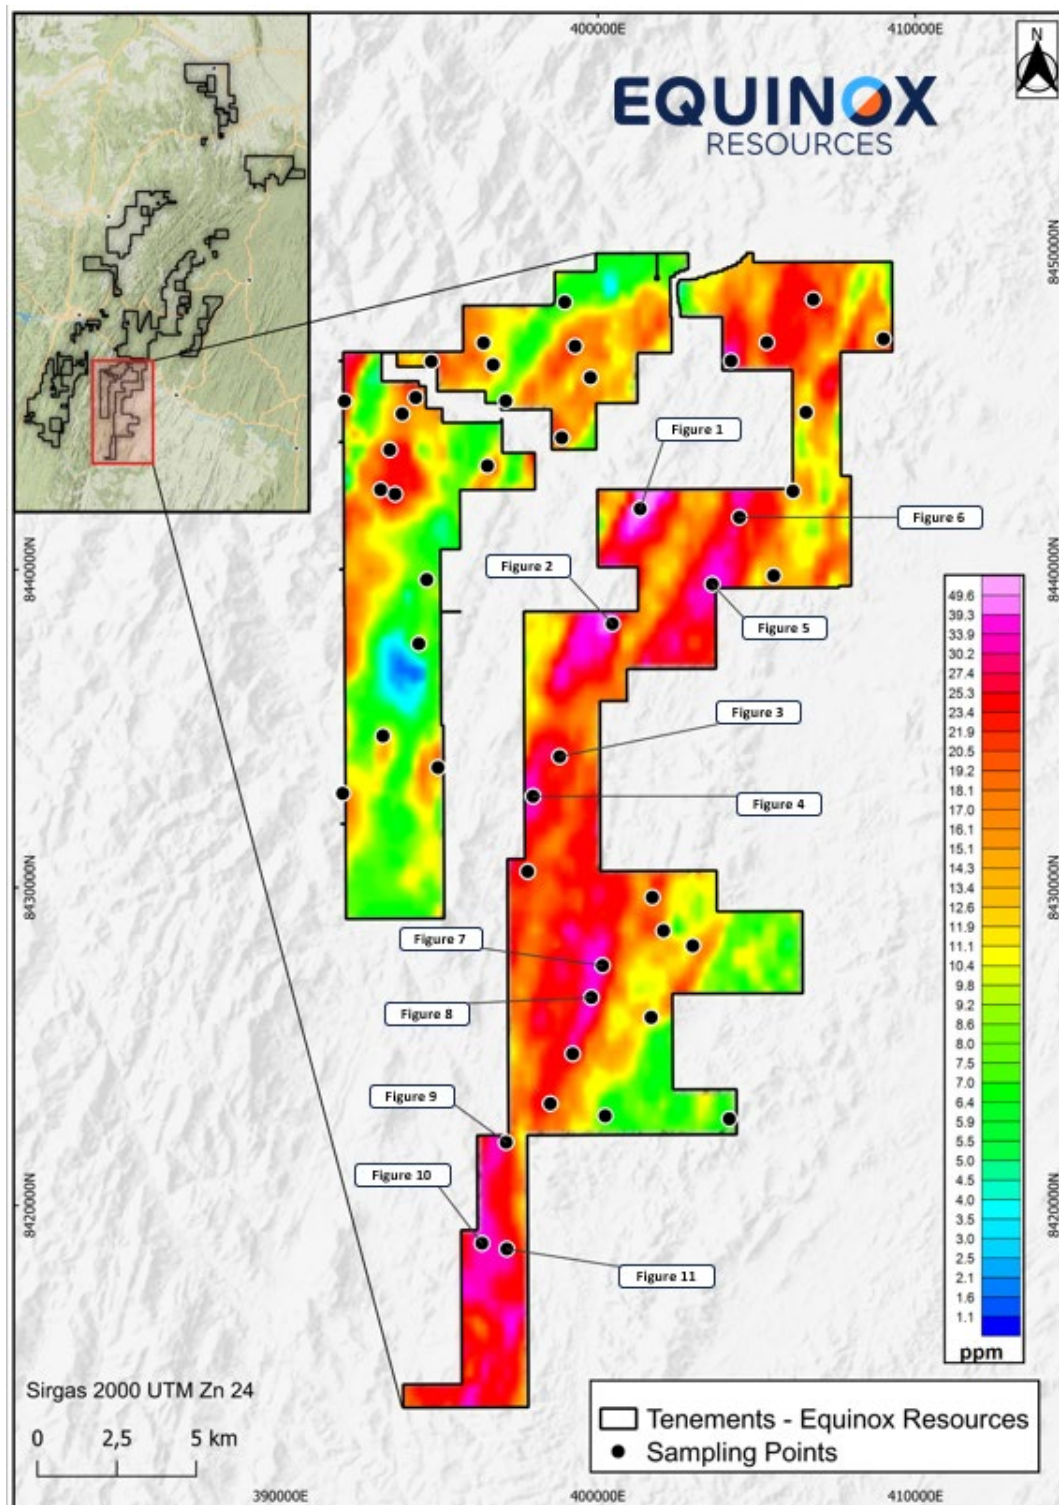 400000E
410000E
N
EQUINOX
RESOURCES
8450000N
Figure 1
Figure 6
Figure 2
8440000N
8440000N
Figure 5
49.6
39.3
33.9
30.2
27.4
25.3
23.4
21.9
20.5
19.2
18.1
17.0
16.1
15.1
14.3
13.4
12.6
11.9
11.1
10.4
9.8
9.2
8.6
8.0
7.5
7.0
6.4
5.9
5.0
4.5
4.0
3.5
3.0
2.5
2.1
1.6
1.1
ppm
Figure 3
Figure 4
8430000N
8430000N
Figure 7
Figure 8
Figure 9
Figure 10
8420000N
8420000N
Figure 11
Sirgas 2000 UTM Zn 24
0 2,5 5 km
Tenements - Equinox Resources
Sampling Points
390000E
400000E
410000E